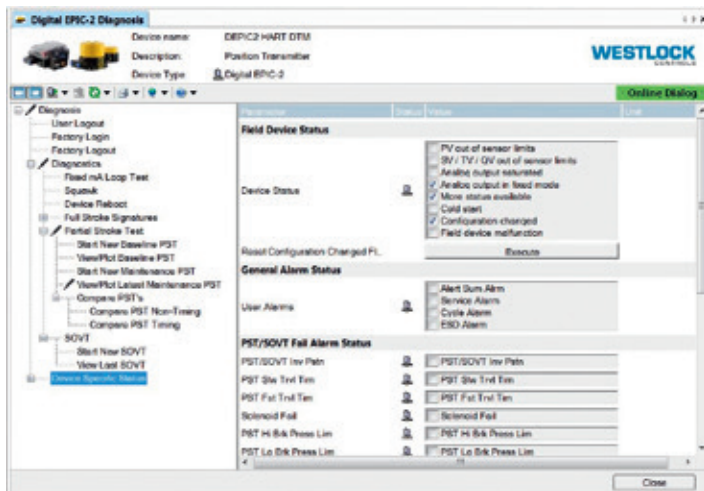 Digital EPIC-2 Diagnosis
Device name: DEPIC2 HART DTM
Description: Position Transmitter
Device Type Digital EPIC-2
WESTLOCK
CONTROLS
Online Dialog
Diagnosis
User Logout
Factory Login
Factory Logout
Diagnostics
Fixed mA Loop Test
Squawk
Device Reboot
Full Stroke Signatures
Partial Stroke Test
Start New Baseline PST
View/Plot Baseline PST
Start New Maintenance PST
View/Plot Latest Maintenance PST
Compare PST's
Compare PST Non-Timing
Compare PST Timing
SOVT
Start New SOVT
View Last SOVT
Device Specific Status
Parameter Status Value Unit
Field Device Status
Device Status
PV out of sensor limits
SV / TV / QV out of sensor limits
Analog output saturated
Analog output in fixed mode
More status available
Cold start
Configuration changed
Field device malfunction
Reset Configuration Changed Fl.. Execute
General Alarm Status
User Alarms
Alert Sum Alrm
Service Alarm
Cycle Alarm
ESD Alarm
PST/SOVT Fail Alarm Status
PST/SOVT Inv Patn PST/SOVT Inv Patn
PST Slw Trvl Tim PST Slw Trvl Tim
PST Fst Trvl Tim PST Fst Trvl Tim
Solenoid Fail Solenoid Fail
PST Hi Brk Press Lim PST Hi Brk Press Lim
PST Lo Brk Press Lim PST Lo Brk Press Lim
Close